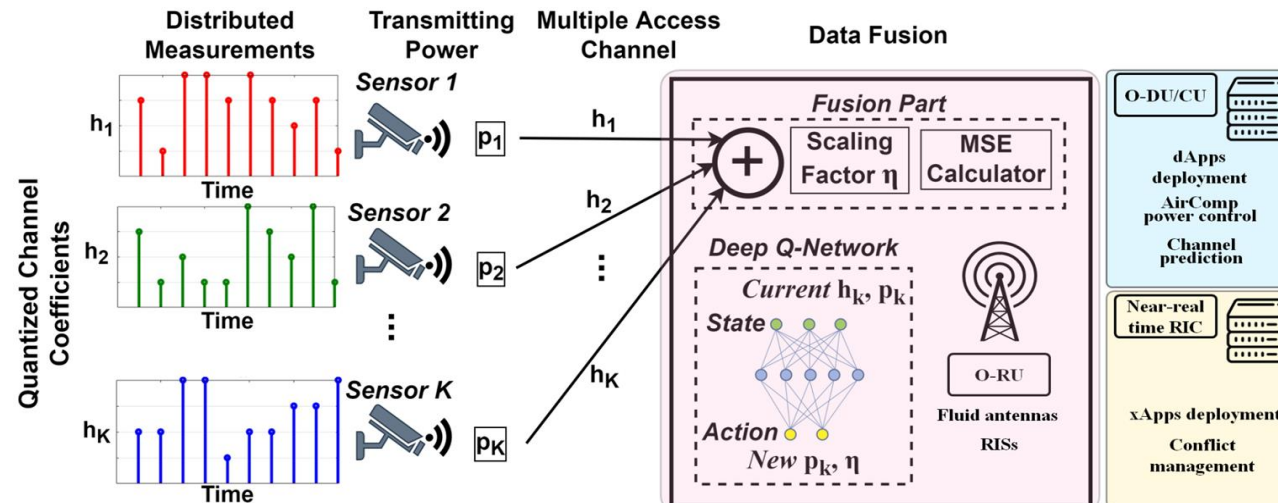 Distributed
Measurements
Transmitting
Power
Multiple Access
Channel
Data Fusion
Quantized Channel
Coefficients
h1
Time
Sensor 1
p1
h1
h2
Time
Sensor 2
p2
h2
...
...
hK
Time
Sensor K
pK
hK
Fusion Part
+
Scaling
Factor η
MSE
Calculator
Deep Q-Network
Current hk, pk
State
Action
New pk, η
O-RU
Fluid antennas
RISs
O-DU/CU
dApps
deployment
AirComp
power control
Channel
prediction
Near-real
time RIC
xApps deployment
Conflict
management